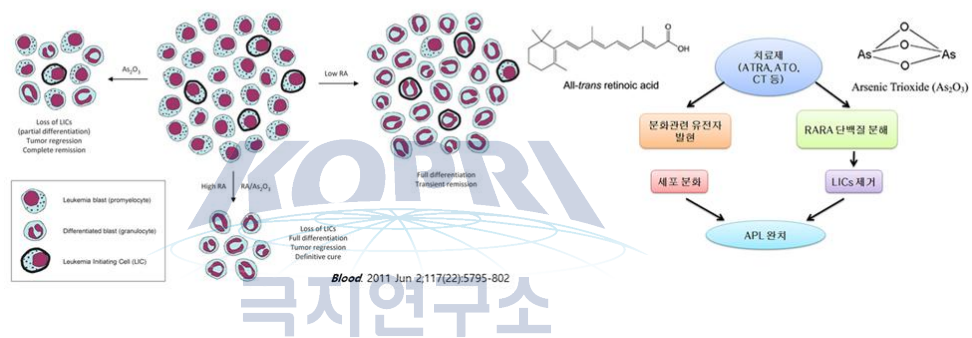 As₂O₃
Loss of LICs
(partial differentiation)
Tumor regression
Complete remission
Low RA
Full differentiation
Transient remission
High RA
RA/As₂O₃
Loss of LICs
Full differentiation
Tumor regression
Definitive cure
Leukemia blast (promyelocyte)
Differentiated blast (granulocyte)
Leukemia Initiating Cell (LIC)
Blood. 2011 Jun 2;117(22):5795-802
O
OH
All-trans retinoic acid
치료제
(ATRA, ATO,
CT 등)
O
As
O
As
O
Arsenic Trioxide (As₂O₃)
분화관련 유전자
발현
RARA 단백질 분해
세포 분화
LICs 제거
APL 완치
KOPRI
극지연구소